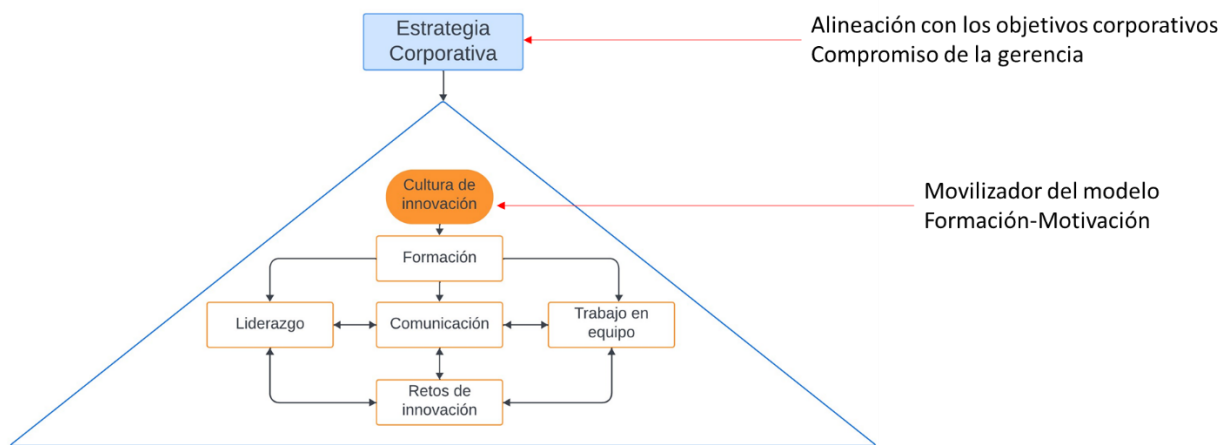 Estrategia
Corporativa
Alineación con los objetivos corporativos
Compromiso de la gerencia
Cultura de
innovación
Movilizador del modelo
Formación-Motivación
Formación
Liderazgo
Comunicación
Trabajo en
equipo
Retos de
innovación